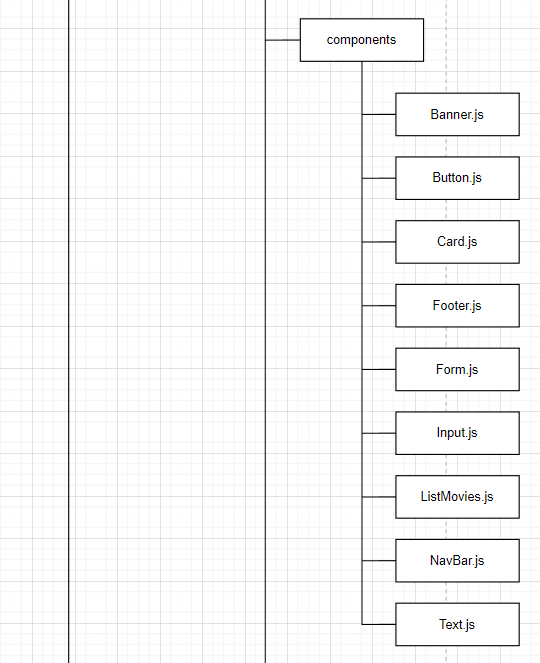 components
Banner.js
Button.js
Card.js
Footer.js
Form.js
Input.js
ListMovies.js
NavBar.js
Text.js